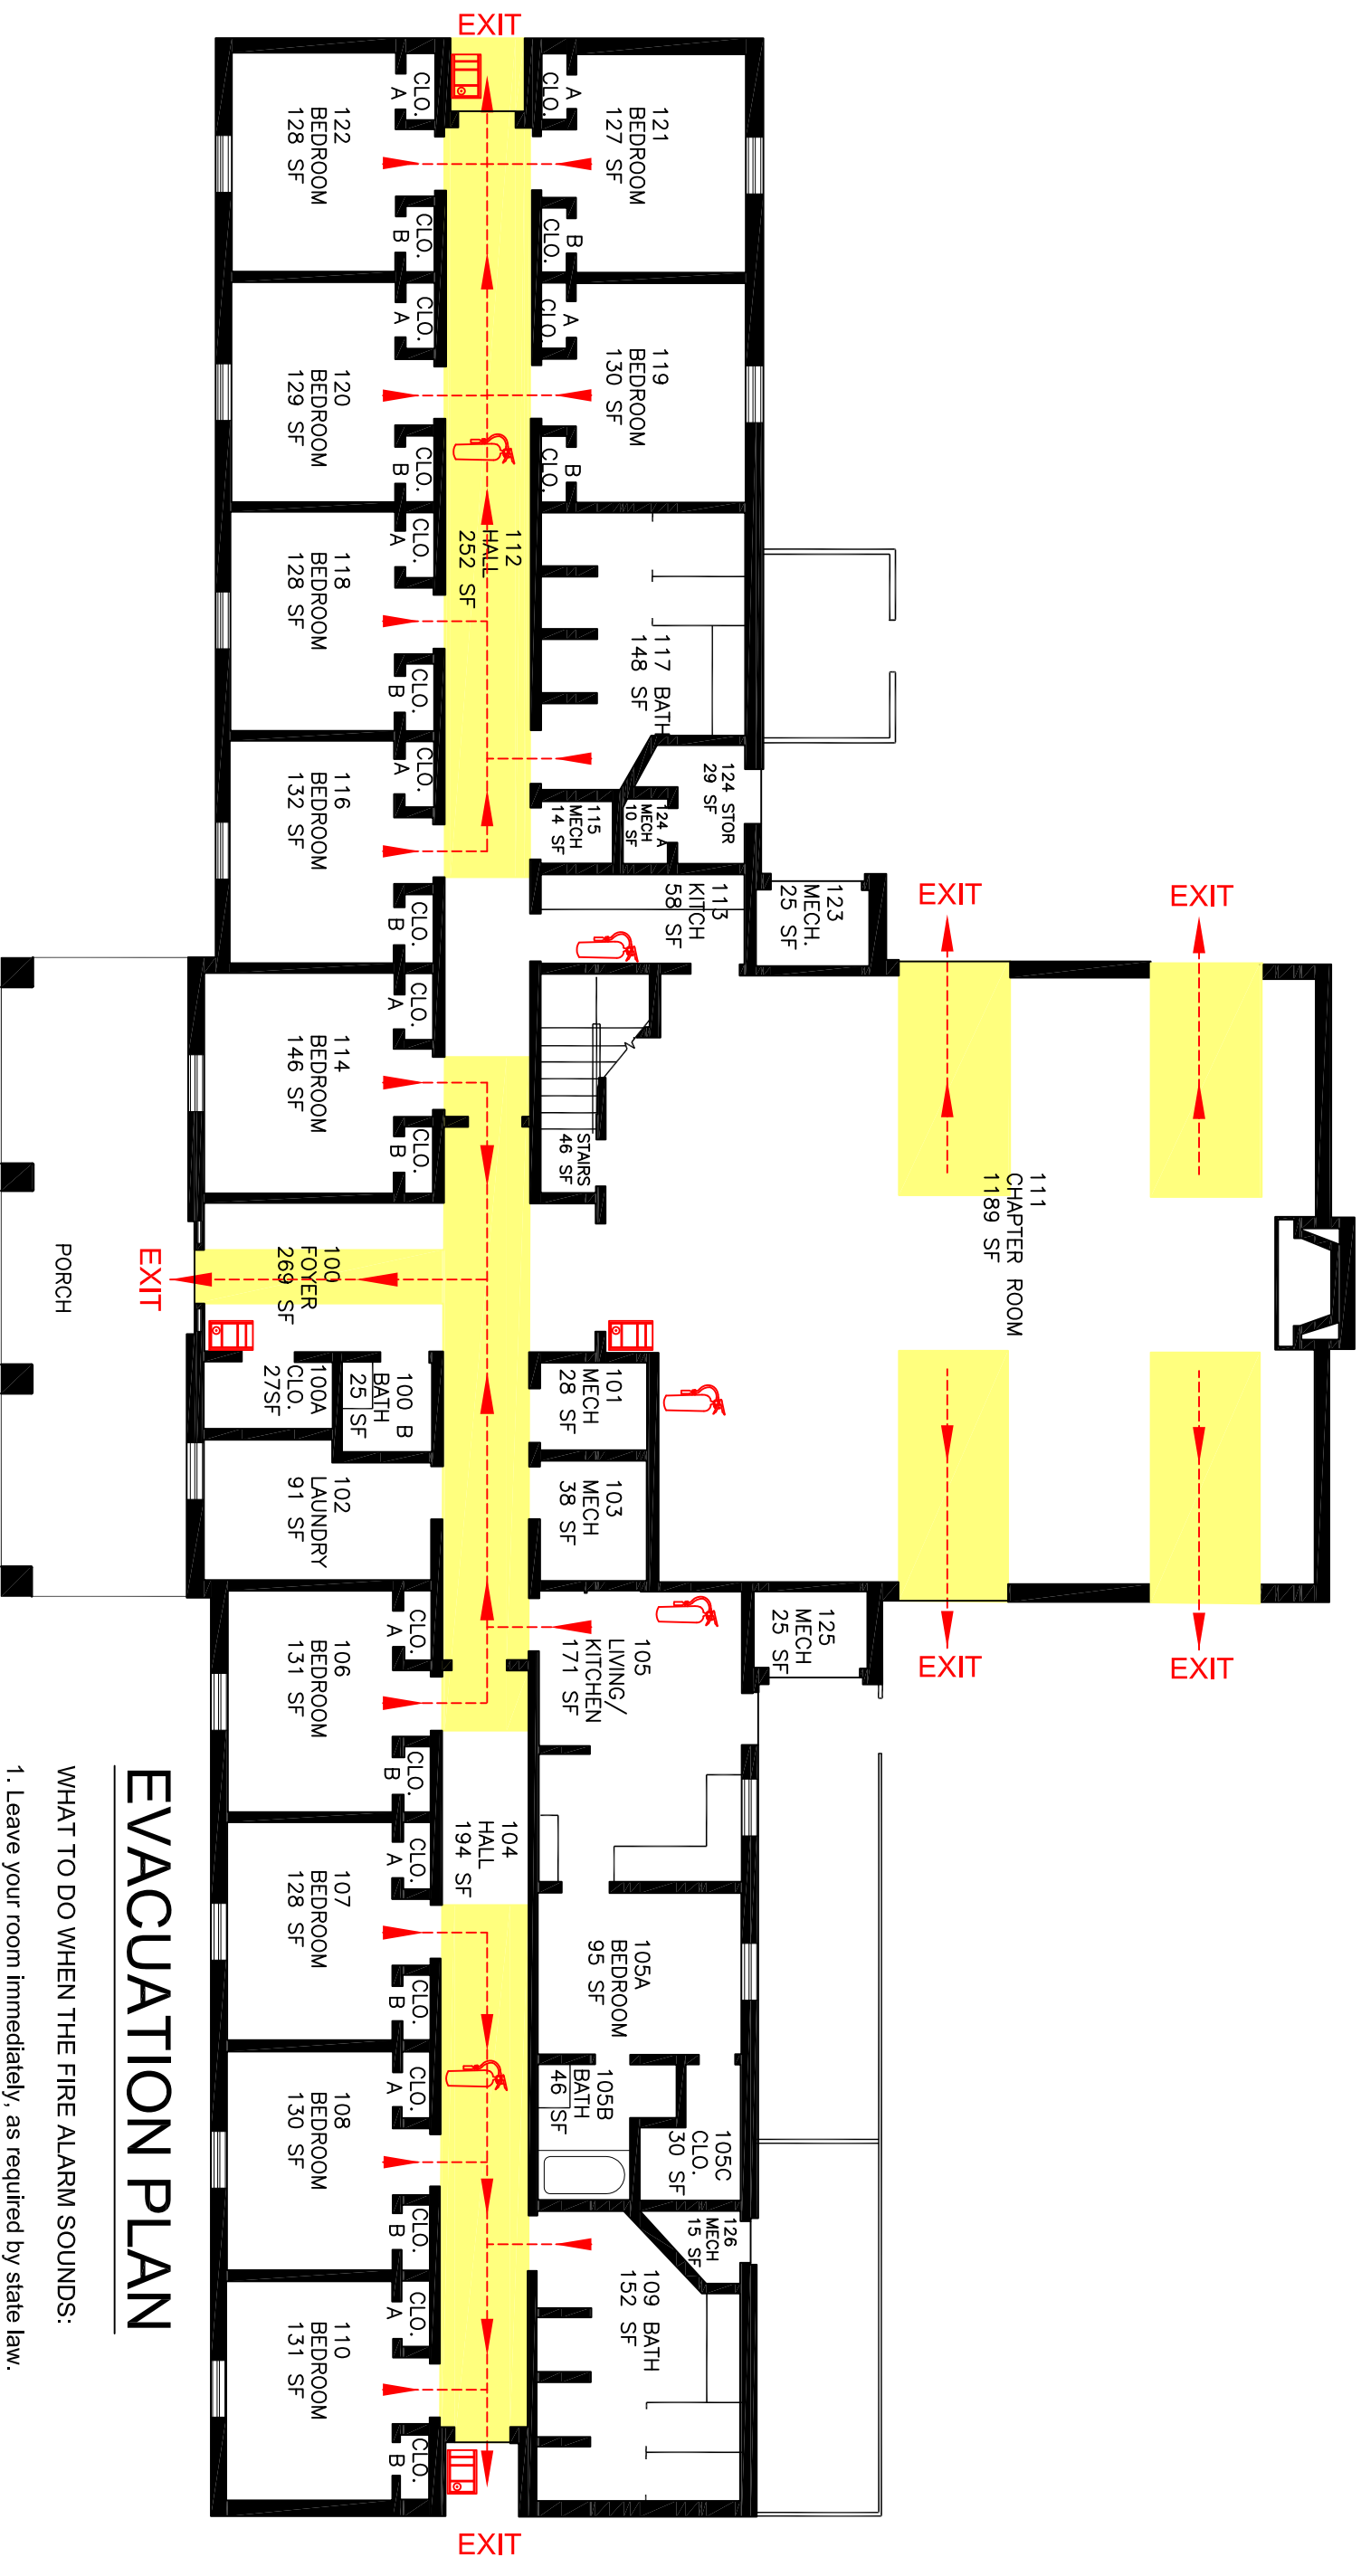 EXIT
EXIT
EXIT
EXIT
111
CHAPTER ROOM
1189 SF
123
MECH.
25 SF
125
MECH
25 SF
121
BEDROOM
127 SF
A
CLO.
B
CLO.
119
BEDROOM
130 SF
A
CLO.
B
CLO.
117 BATH
148 SF
124 STOR
29 SF
124 A
MECH
10 SF
115
MECH
14 SF
113
KITCH
58 SF
STAIRS
46 SF
101
MECH
28 SF
103
MECH
38 SF
105
LIVING/
KITCHEN
171 SF
105A
BEDROOM
95 SF
105B
BATH
46 SF
105C
CLO.
30 SF
126
MECH
15 SF
109 BATH
152 SF
EXIT
112
HALL
252 SF
104
HALL
194 SF
EXIT
CLO.
A
CLO.
B
122
BEDROOM
128 SF
CLO.
A
CLO.
B
120
BEDROOM
129 SF
CLO.
A
CLO.
B
118
BEDROOM
128 SF
CLO.
A
CLO.
B
116
BEDROOM
132 SF
CLO.
A
CLO.
B
114
BEDROOM
146 SF
100
FOYER
269 SF
100 B
BATH
25 SF
100A
CLO.
27SF
102
LAUNDRY
91 SF
CLO.
A
CLO.
B
106
BEDROOM
131 SF
CLO.
A
CLO.
B
107
BEDROOM
128 SF
CLO.
A
CLO.
B
108
BEDROOM
130 SF
CLO.
A
CLO.
B
110
BEDROOM
131 SF
EXIT
PORCH
EVACUATION PLAN
WHAT TO DO WHEN THE FIRE ALARM SOUNDS:
1. Leave your room immediately, as required by state law.